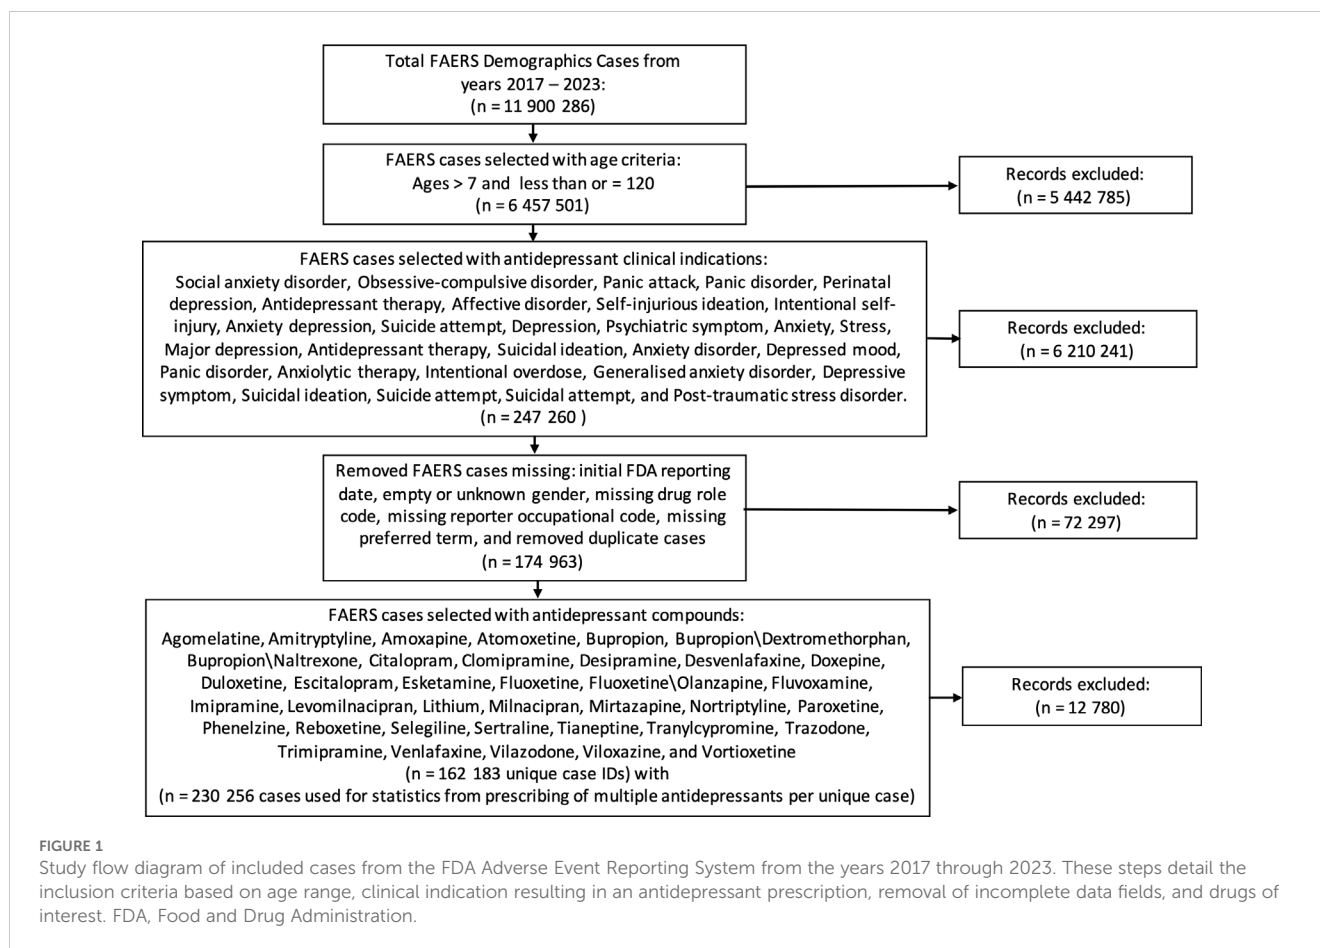 Total FAERS Demographics Cases from
years 2017 – 2023:
(n = 11 900 286)
FAERS cases selected with age criteria:
Ages > 7 and less than or = 120
(n = 6 457 501)
Records excluded:
(n = 5 442 785)
FAERS cases selected with antidepressant clinical indications:
Social anxiety disorder, Obsessive-compulsive disorder, Panic attack, Panic disorder, Perinatal
depression, Antidepressant therapy, Affective disorder, Self-injurious ideation, Intentional self-
injury, Anxiety depression, Suicide attempt, Depression, Psychiatric symptom, Anxiety, Stress,
Major depression, Antidepressant therapy, Suicidal ideation, Anxiety disorder, Depressed mood,
Panic disorder, Anxiolytic therapy, Intentional overdose, Generalised anxiety disorder, Depressive
symptom, Suicidal ideation, Suicide attempt, Suicidal attempt, and Post-traumatic stress disorder.
(n = 247 260 )
Records excluded:
(n = 6 210 241)
Removed FAERS cases missing: initial FDA reporting
date, empty or unknown gender, missing drug role
code, missing reporter occupational code, missing
preferred term, and removed duplicate cases
(n = 174 963)
Records excluded:
(n = 72 297)
FAERS cases selected with antidepressant compounds:
Agomelatine, Amitryptyline, Amoxapine, Atomoxetine, Bupropion, Bupropion\Dextromethorphan,
Bupropion\Naltrexone, Citalopram, Clomipramine, Desipramine, Desvenlafaxine, Doxepine,
Duloxetine, Escitalopram, Esketamine, Fluoxetine, Fluoxetine\Olanzapine, Fluvoxamine,
Imipramine, Levomilnacipran, Lithium, Milnacipran, Mirtazapine, Nortriptyline, Paroxetine,
Phenelzine, Reboxetine, Selegiline, Sertraline, Tianeptine, Tranylcypromine, Trazodone,
Trimipramine, Venlafaxine, Vilazodone, Viloxazine, and Vortioxetine
(n = 162 183 unique case IDs) with
(n = 230 256 cases used for statistics from prescribing of multiple antidepressants per unique case)
Records excluded:
(n = 12 780)
FIGURE 1
Study flow diagram of included cases from the FDA Adverse Event Reporting System from the years 2017 through 2023. These steps detail the
inclusion criteria based on age range, clinical indication resulting in an antidepressant prescription, removal of incomplete data fields, and drugs of
interest. FDA, Food and Drug Administration.